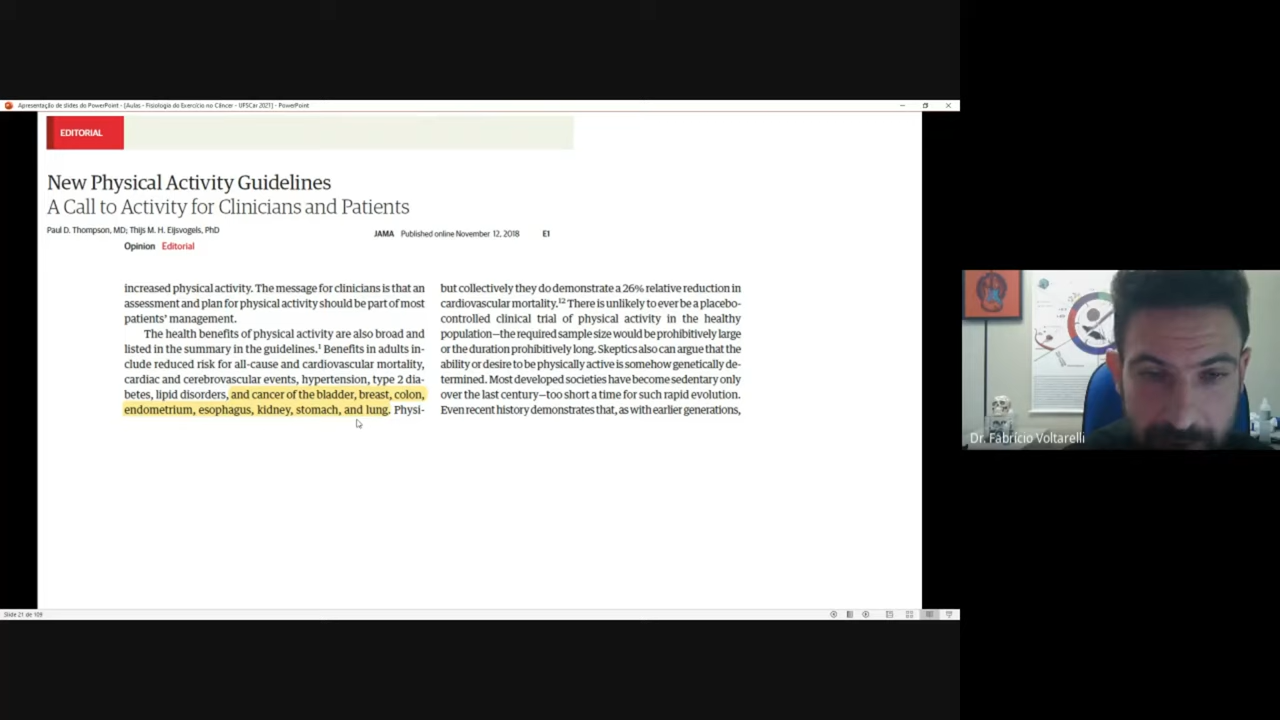 Apresentação de slides do PowerPoint - [Aulas - Fisiologia do Exercício no Câncer - UFSCar 2021] - PowerPoint
EDITORIAL
New Physical Activity Guidelines
A Call to Activity for Clinicians and Patients
Paul D. Thompson, MD; Thijs M. H. Eijsvogels, PhD
JAMA Published online November 12, 2018 E1
Opinion Editorial
increased physical activity. The message for clinicians is that an
assessment and plan for physical activity should be part of most
patients' management.
The health benefits of physical activity are also broad and
listed in the summary in the guidelines.1 Benefits in adults in-
clude reduced risk for all-cause and cardiovascular mortality,
cardiac and cerebrovascular events, hypertension, type 2 dia-
betes, lipid disorders, and cancer of the bladder, breast, colon,
endometrium, esophagus, kidney, stomach, and lung. Physi-
but collectively they do demonstrate a 26% relative reduction in
cardiovascular mortality.12 There is unlikely to ever be a placebo-
controlled clinical trial of physical activity in the healthy
population—the required sample size would be prohibitively large
or the duration prohibitively long. Skeptics also can argue that the
ability or desire to be physically active is somehow genetically de-
termined. Most developed societies have become sedentary only
over the last century—too short a time for such rapid evolution.
Even recent history demonstrates that, as with earlier generations,
Dr. Fabrício Voltarelli
Slide 21 de 109